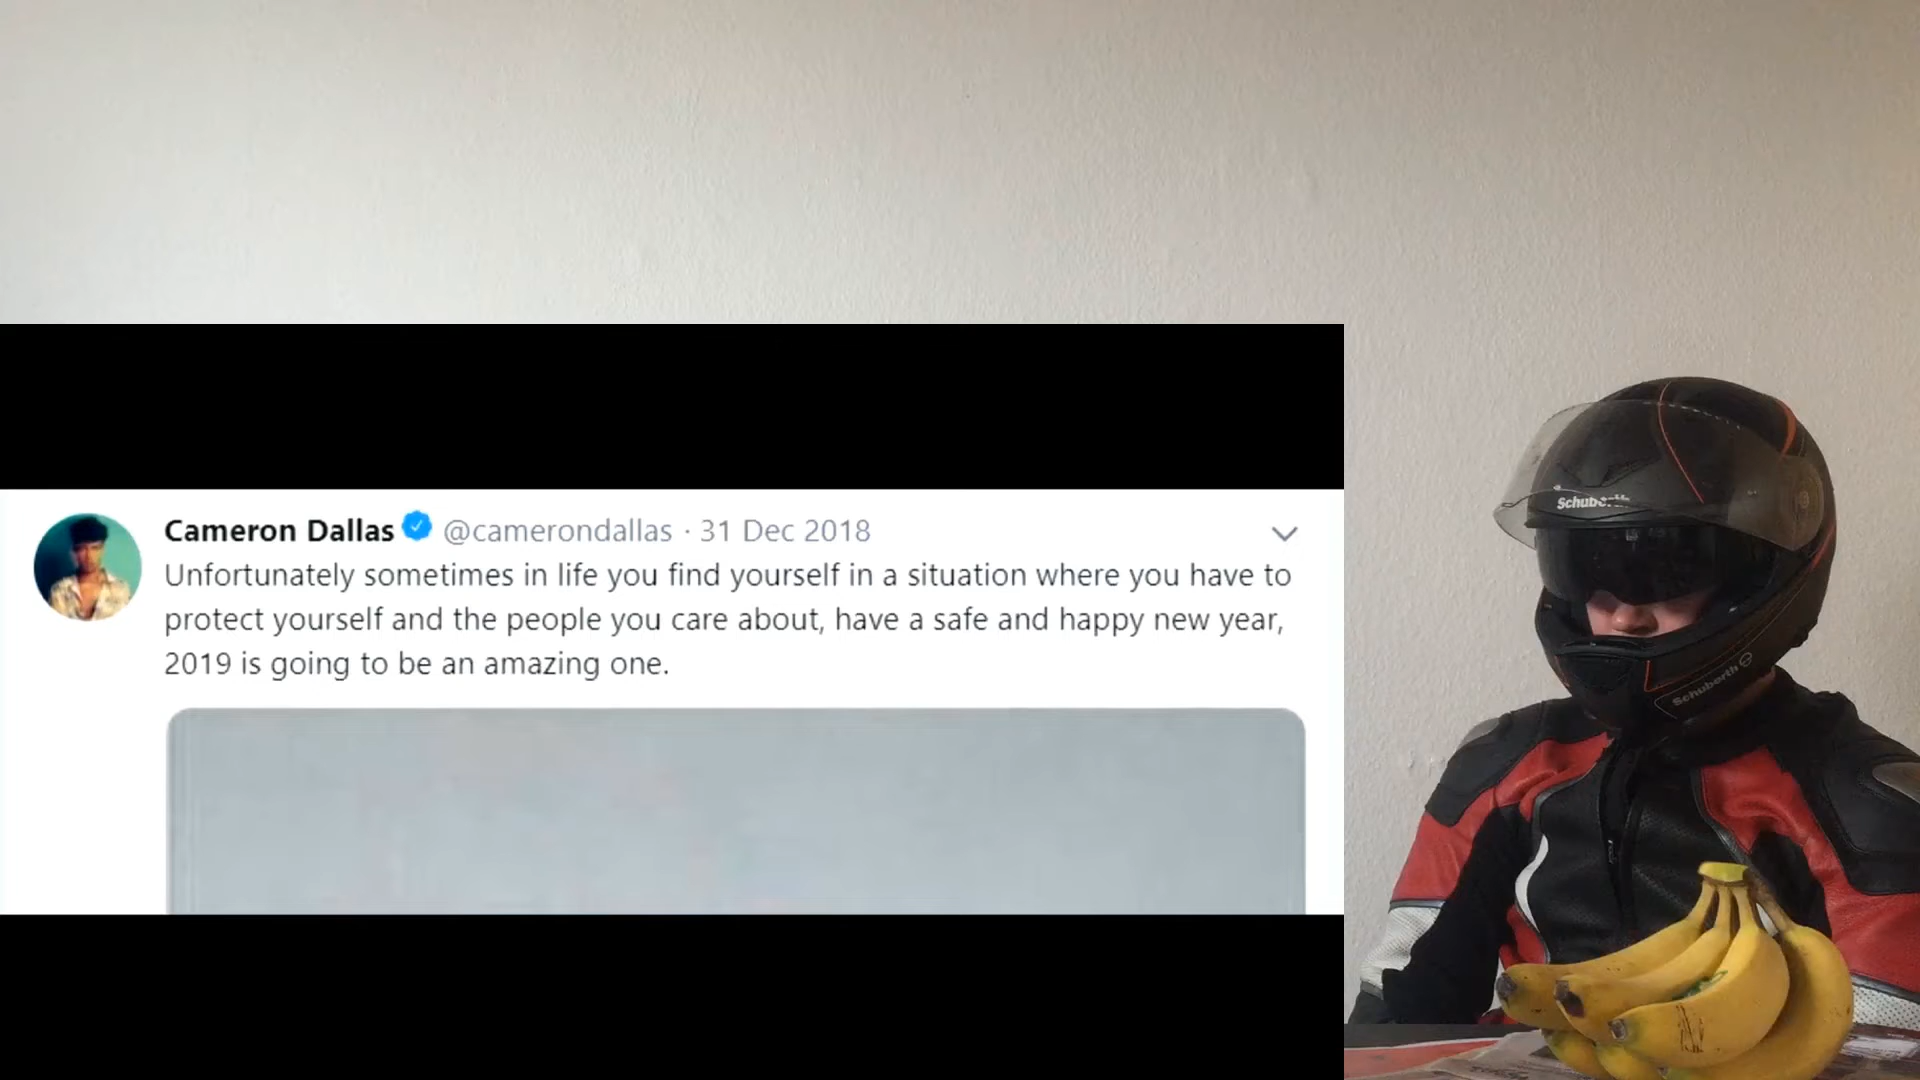 Cameron Dallas @camerondallas · 31 Dec 2018
Unfortunately sometimes in life you find yourself in a situation where you have to
protect yourself and the people you care about, have a safe and happy new year,
2019 is going to be an amazing one.
Schuberth
Schuberth